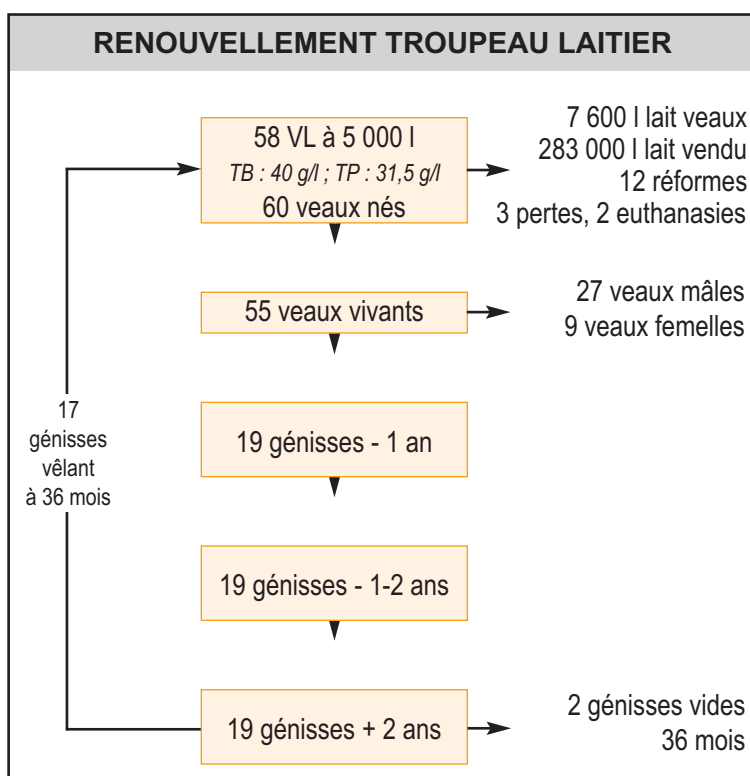 RENOUVELLEMENT TROUPEAU LAITIER
58 VL à 5 000 l
TB : 40 g/l ; TP : 31,5 g/l
60 veaux nés
7 600 l lait veaux
283 000 l lait vendu
12 réformes
3 pertes, 2 euthanasies
55 veaux vivants
27 veaux mâles
9 veaux femelles
17
génisses
vêlant
à 36 mois
19 génisses - 1 an
19 génisses - 1-2 ans
19 génisses + 2 ans
2 génisses vides
36 mois